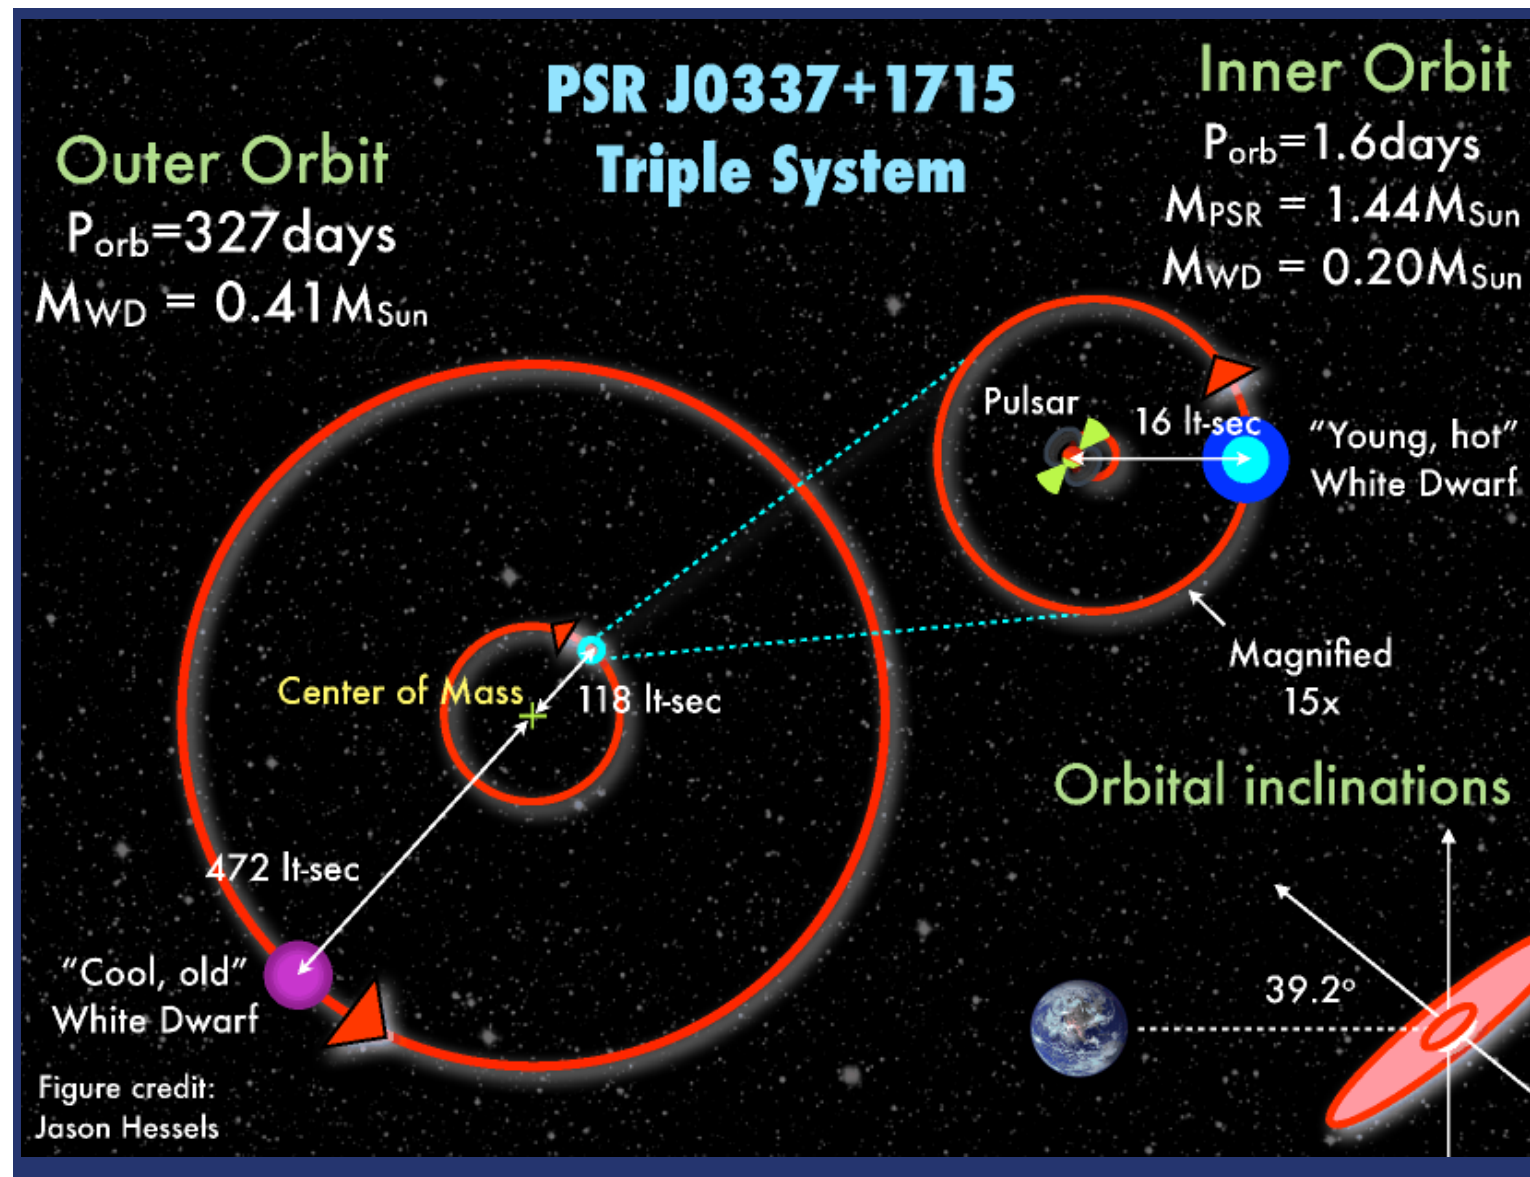 PSR J0337+1715
Triple System
Outer Orbit
Porb=327days
MWD = 0.41MSun
Inner Orbit
Porb=1.6days
MPSR = 1.44MSun
MWD = 0.20MSun
Pulsar
16 lt-sec
“Young, hot”
White Dwarf
Magnified
15x
Center of Mass
118 lt-sec
472 lt-sec
“Cool, old”
White Dwarf
Orbital inclinations
39.2°
Figure credit:
Jason Hessels